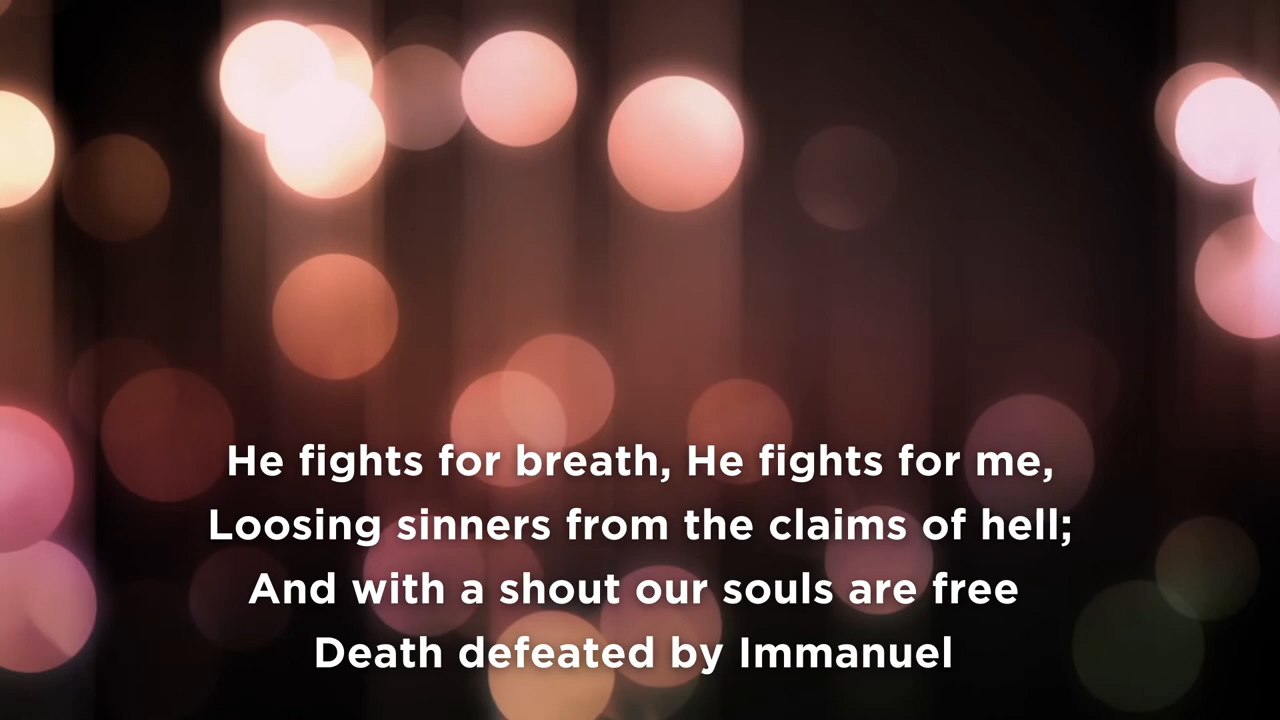 He fights for breath, He fights for me,
Loosing sinners from the claims of hell;
And with a shout our souls are free
Death defeated by Immanuel